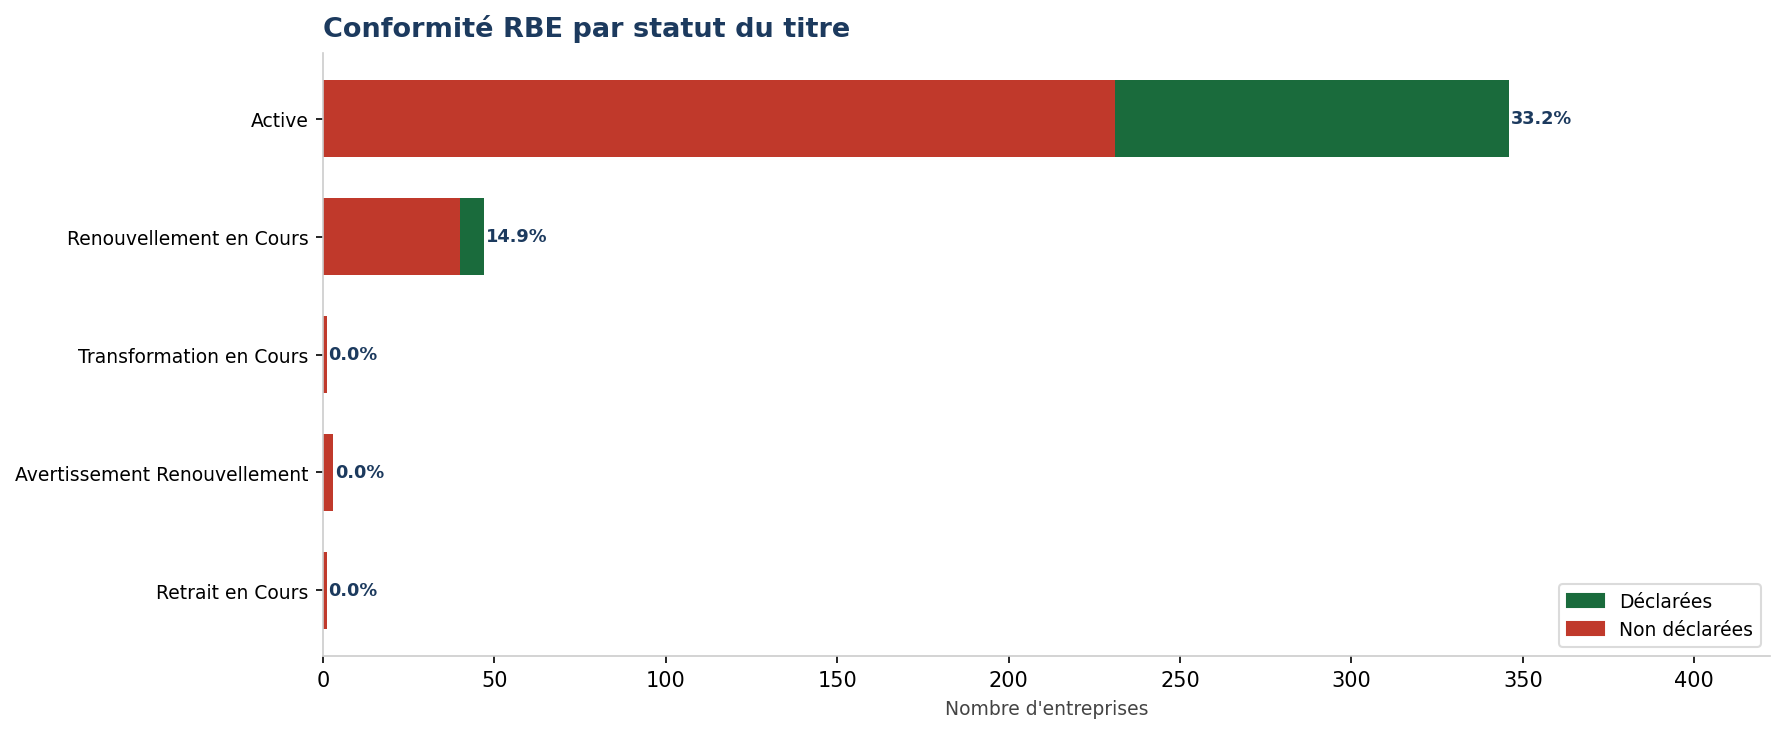 Conformité RBE par statut du titre
Active
33.2%
Renouvellement en Cours
14.9%
Transformation en Cours
0.0%
Avertissement Renouvellement
0.0%
Retrait en Cours
0.0%
Déclarées
Non déclarées
0 50 100 150 200 250 300 350 400
Nombre d'entreprises